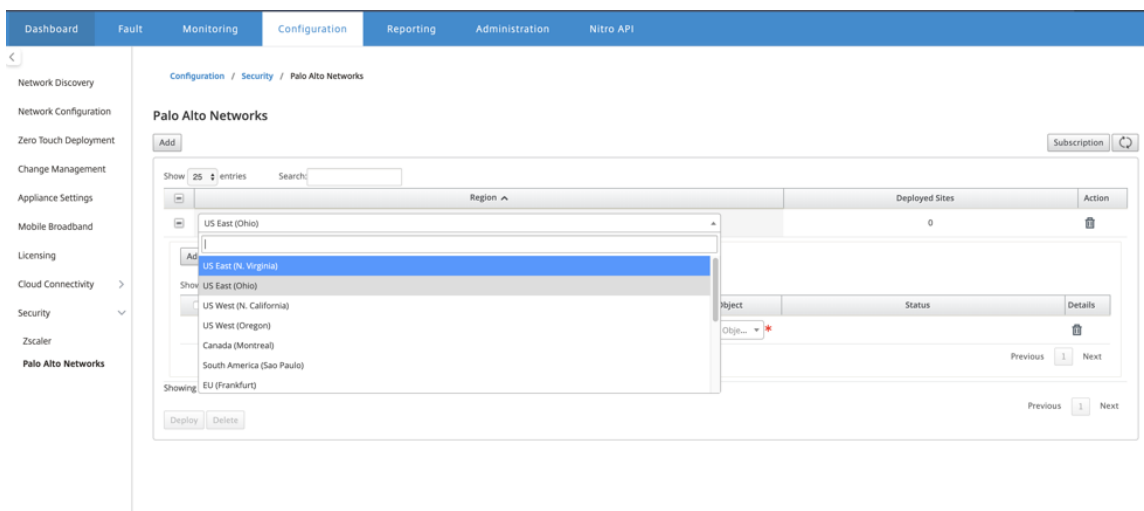 Dashboard Fault Monitoring Configuration Reporting Administration Nitro API
Configuration / Security / Palo Alto Networks
Network Discovery
Network Configuration
Zero Touch Deployment
Change Management
Appliance Settings
Mobile Broadband
Licensing
Cloud Connectivity
Security
Zscaler
Palo Alto Networks
Palo Alto Networks
Add
Subscription
Show 25 entries Search:
Region Deployed Sites Action
US East (Ohio) 0
US East (N. Virginia)
US East (Ohio)
US West (N. California)
US West (Oregon)
Canada (Montreal)
South America (Sao Paulo)
EU (Frankfurt)
Status Details
Obje... *
Previous 1 Next
Showing
Previous 1 Next
Deploy Delete